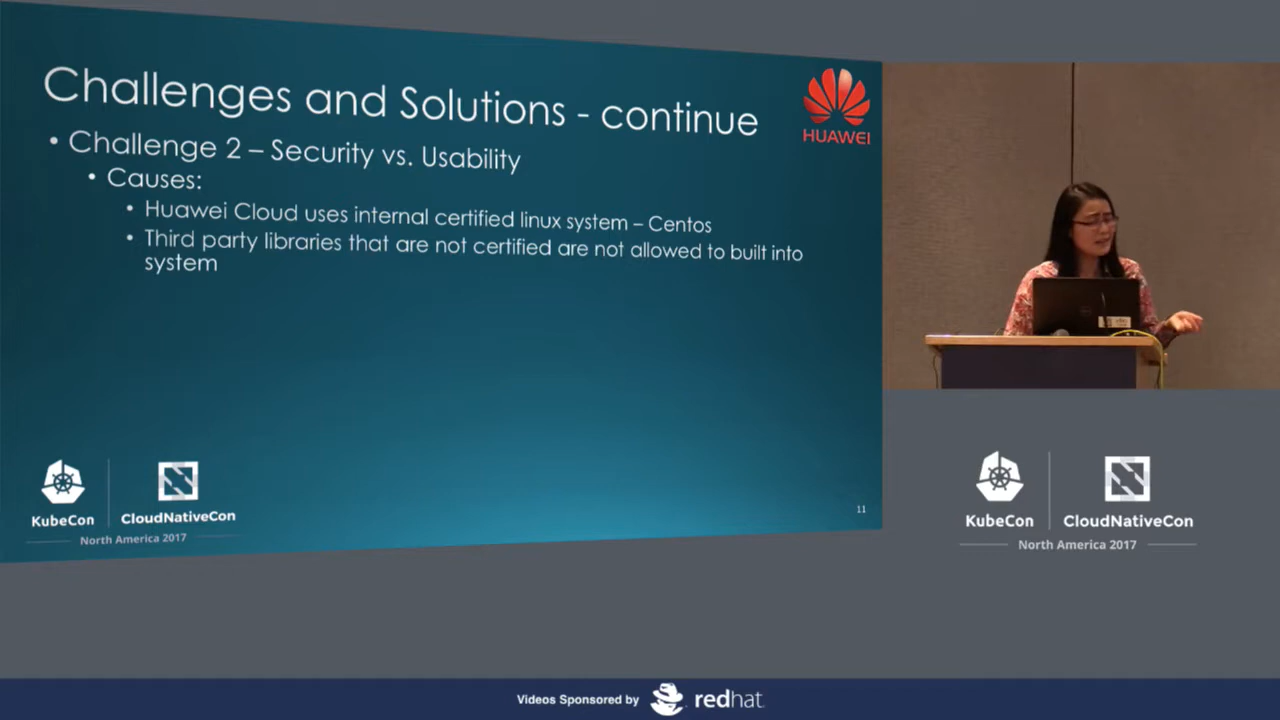 Challenges and Solutions - continue
HUAWEI
• Challenge 2 – Security vs. Usability
• Causes:
• Huawei Cloud uses internal certified linux system – Centos
• Third party libraries that are not certified are not allowed to built into
system
11
KubeCon
CloudNativeCon
North America 2017
KubeCon
CloudNativeCon
North America 2017
Videos Sponsored by
redhat